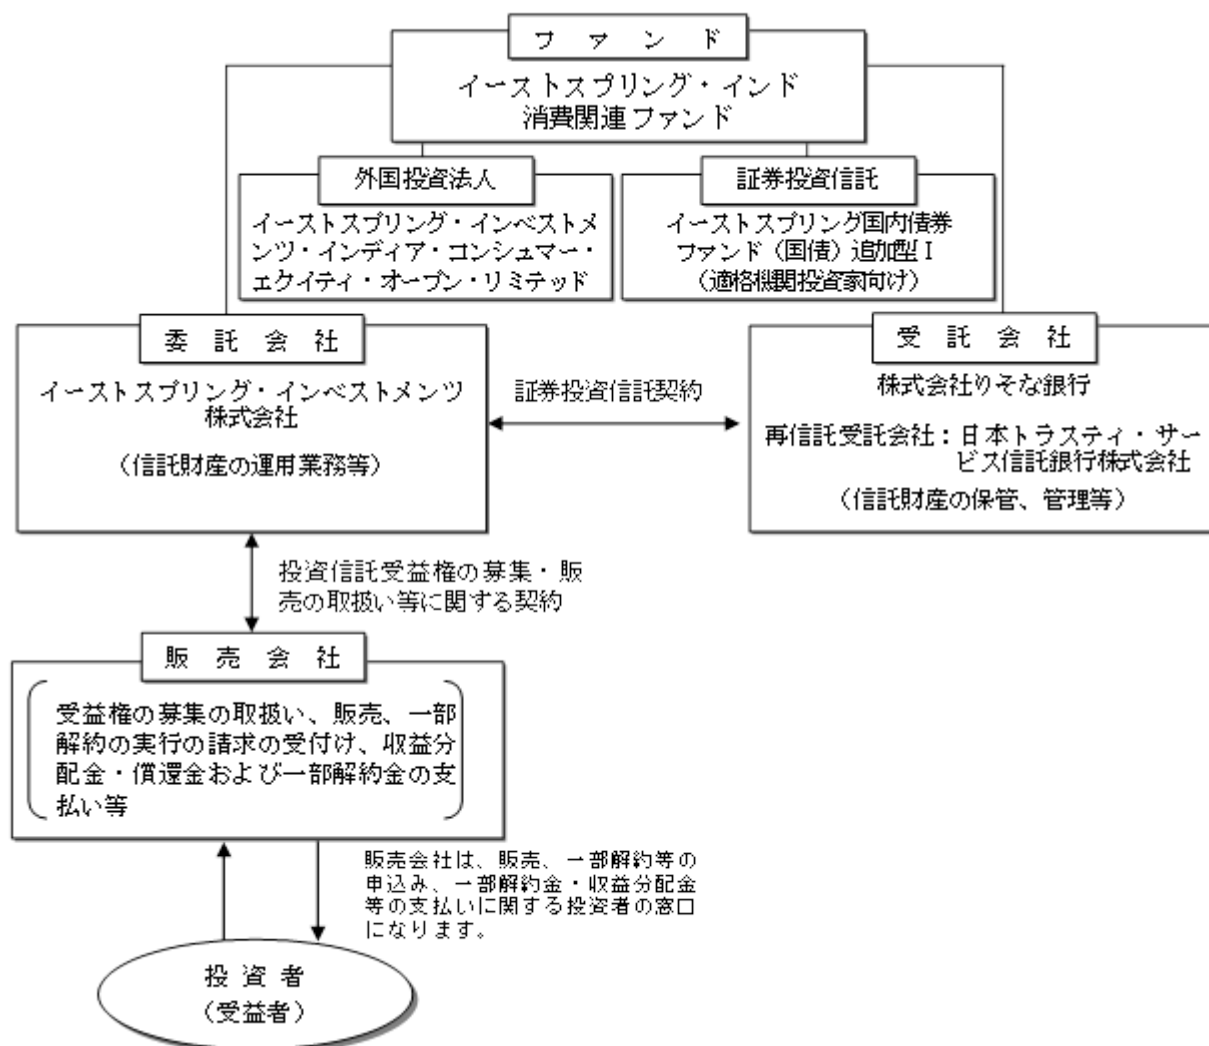 ファンド
イーストスプリング・インド
消費関連ファンド
外国投資法人
イーストスプリング・インベストメ
ンツ・インディア・コンシュマー・
エクイティ・オープン・リミテッド
証券投資信託
イーストスプリング国内債券
ファンド（国債）追加型Ⅰ
（適格機関投資家向け）
委託会社
イーストスプリング・インベストメンツ
株式会社
（信託財産の運用業務等）
証券投資信託契約
受託会社
株式会社りそな銀行
再信託受託会社：日本トラスティ・サー
ビス信託銀行株式会社
（信託財産の保管、管理等）
投資信託受益権の募集・販
売の取扱い等に関する契約
販売会社
受益権の募集の取扱い、販売、一部
解約の実行の請求の受付け、収益分
配金・償還金および一部解約金の支
払い等
販売会社は、販売、一部解約等の
申込み、一部解約金・収益分配金
等の支払いに関する投資者の窓口
になります。
投資者
（受益者）